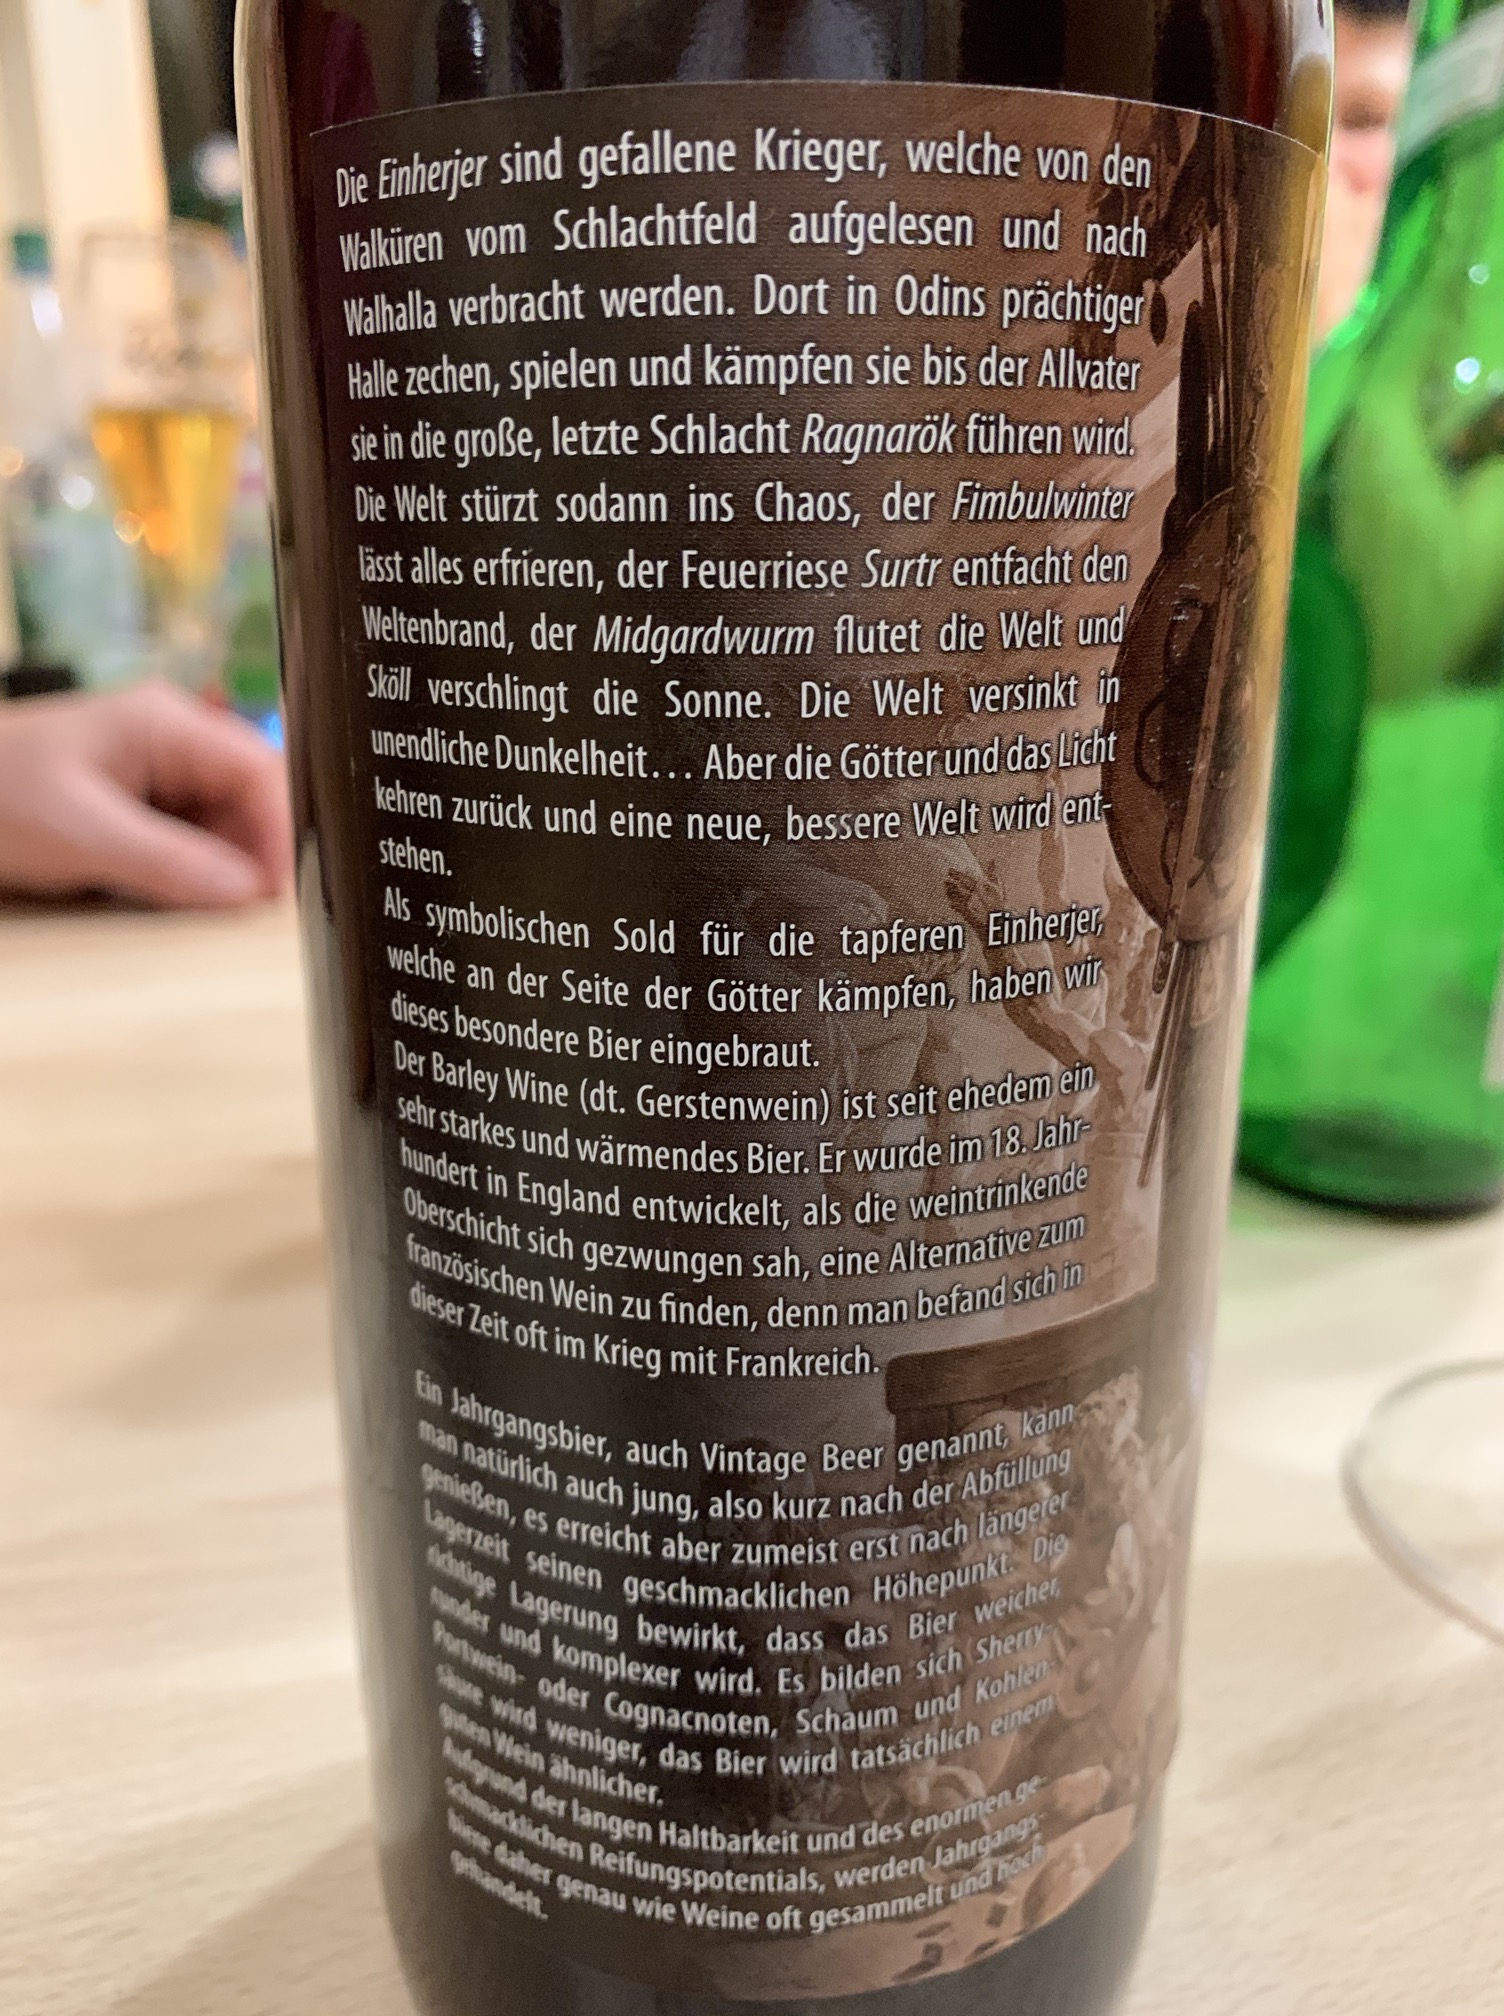 Die Einherjer sind gefallene Krieger, welche von den
Walküren vom Schlachtfeld aufgelesen und nach
Walhalla verbracht werden. Dort in Odins prächtiger
Halle zechen, spielen und kämpfen sie bis der Allvater
sie in die große, letzte Schlacht Ragnarök führen wird.
Die Welt stürzt sodann ins Chaos, der Fimbulwinter
lässt alles erfrieren, der Feuerriese Surtr entfacht den
Weltenbrand, der Midgardwurm flutet die Welt und
Sköll verschlingt die Sonne. Die Welt versinkt in
unendliche Dunkelheit… Aber die Götter und das Licht
kehren zurück und eine neue, bessere Welt wird ent-
stehen.
Als symbolischen Sold für die tapferen Einherjer,
welche an der Seite der Götter kämpfen, haben wir
dieses besondere Bier eingebraut.
Der Barley Wine (dt. Gerstenwein) ist seit ehedem ein
sehr starkes und wärmendes Bier. Er wurde im 18. Jahr-
hundert in England entwickelt, als die weintrinkende
Oberschicht sich gezwungen sah, eine Alternative zum
französischen Wein zu finden, denn man befand sich in
dieser Zeit oft im Krieg mit Frankreich.
Ein Jahrgangsbier, auch Vintage Beer genannt, kann
man natürlich auch jung, also kurz nach der Abfüllung
genießen, es erreicht aber zumeist erst nach längerer
Lagerzeit seinen geschmacklichen Höhepunkt. Die
richtige Lagerung bewirkt, dass das Bier weicher,
runder und komplexer wird. Es bilden sich Sherry-
Portwein- oder Cognacnoten, Schaum und Kohlen-
säure wird weniger, das Bier wird tatsächlich einem
guten Wein ähnlicher.
Aufgrund der langen Haltbarkeit und des enormen ge-
schmacklichen Reifungspotentials, werden Jahrgangs-
biere daher genau wie Weine oft gesammelt und hoch
gehandelt.